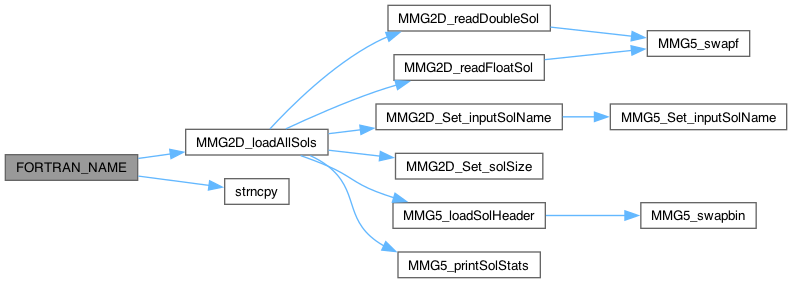 MMG2D_readDoubleSol
MMG5_swapf
MMG2D_readFloatSol
MMG2D_Set_inputSolName
MMG5_Set_inputSolName
MMG2D_loadAllSols
FORTRAN_NAME
MMG2D_Set_solSize
strncpy
MMG5_loadSolHeader
MMG5_swapbin
MMG5_printSolStats